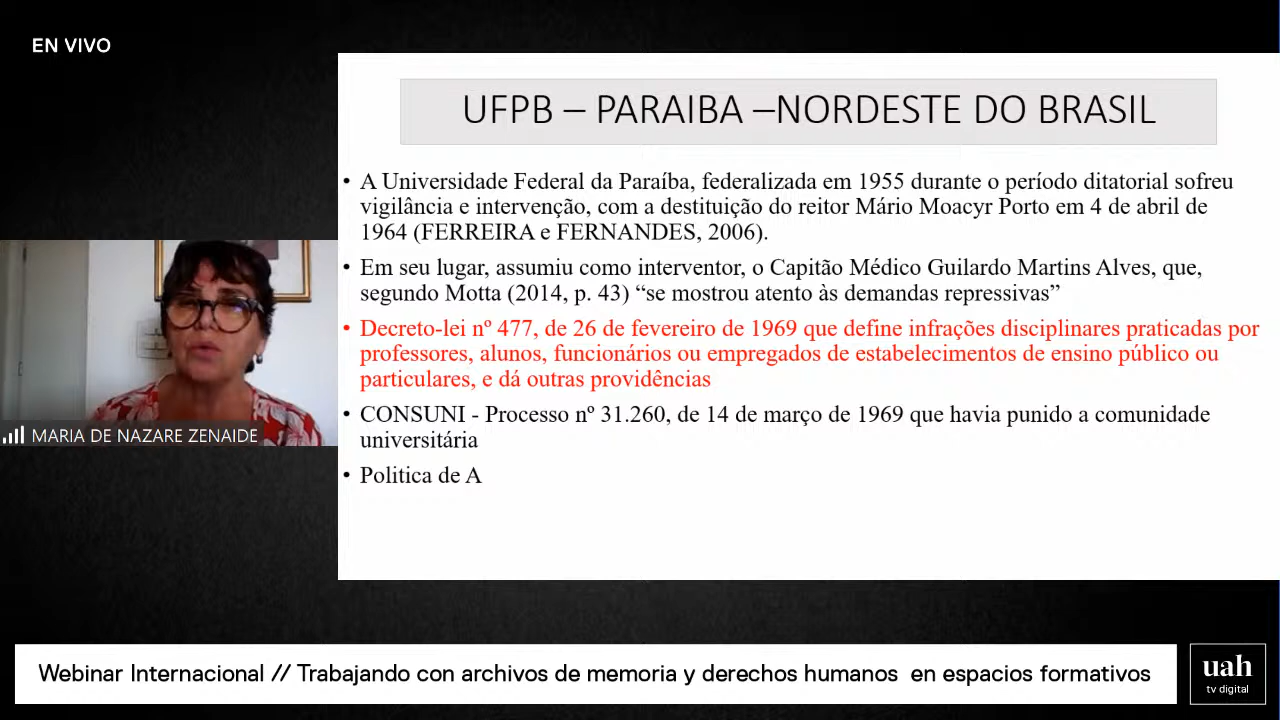 EN VIVO
UFPB – PARAIBA –NORDESTE DO BRASIL
• A Universidade Federal da Paraíba, federalizada em 1955 durante o período ditatorial sofreu
vigilância e intervenção, com a destituição do reitor Mário Moacyr Porto em 4 de abril de
1964 (FERREIRA e FERNANDES, 2006).
• Em seu lugar, assumiu como interventor, o Capitão Médico Guilardo Martins Alves, que,
segundo Motta (2014, p. 43) “se mostrou atento às demandas repressivas”
• Decreto-lei nº 477, de 26 de fevereiro de 1969 que define infrações disciplinares praticadas por
professores, alunos, funcionários ou empregados de estabelecimentos de ensino público ou
particulares, e dá outras providências
• CONSUNI - Processo nº 31.260, de 14 de março de 1969 que havia punido a comunidade
universitária
• Politica de A
MARIA DE NAZARE ZENAIDE
Webinar Internacional // Trabajando con archivos de memoria y derechos humanos en espacios formativos
uah
tv digital